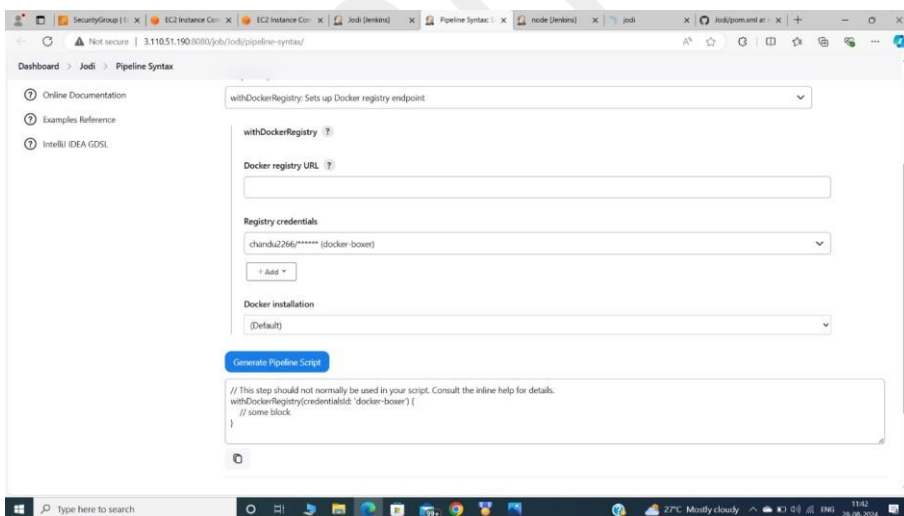 SecurityGroup | E
EC2 Instance Con
EC2 Instance Con
Jodi [Jenkins]
Pipeline Syntax: S
node [Jenkins]
jodi
Jodi/pom.xml at
Not secure | 3.110.51.190:8080/job/Jodi/pipeline-syntax/
Dashboard > Jodi > Pipeline Syntax
Online Documentation
Examples Reference
IntelliJ IDEA GDSL
withDockerRegistry: Sets up Docker registry endpoint
withDockerRegistry ?
Docker registry URL ?
Registry credentials
chandu2266/****** (docker-boxer)
+ Add
Docker installation
(Default)
Generate Pipeline Script
// This step should not normally be used in your script. Consult the inline help for details.
withDockerRegistry(credentialsId: 'docker-boxer') {
// some block
}
Type here to search
99+
27°C Mostly cloudy
ENG
11:42
28-08-2024